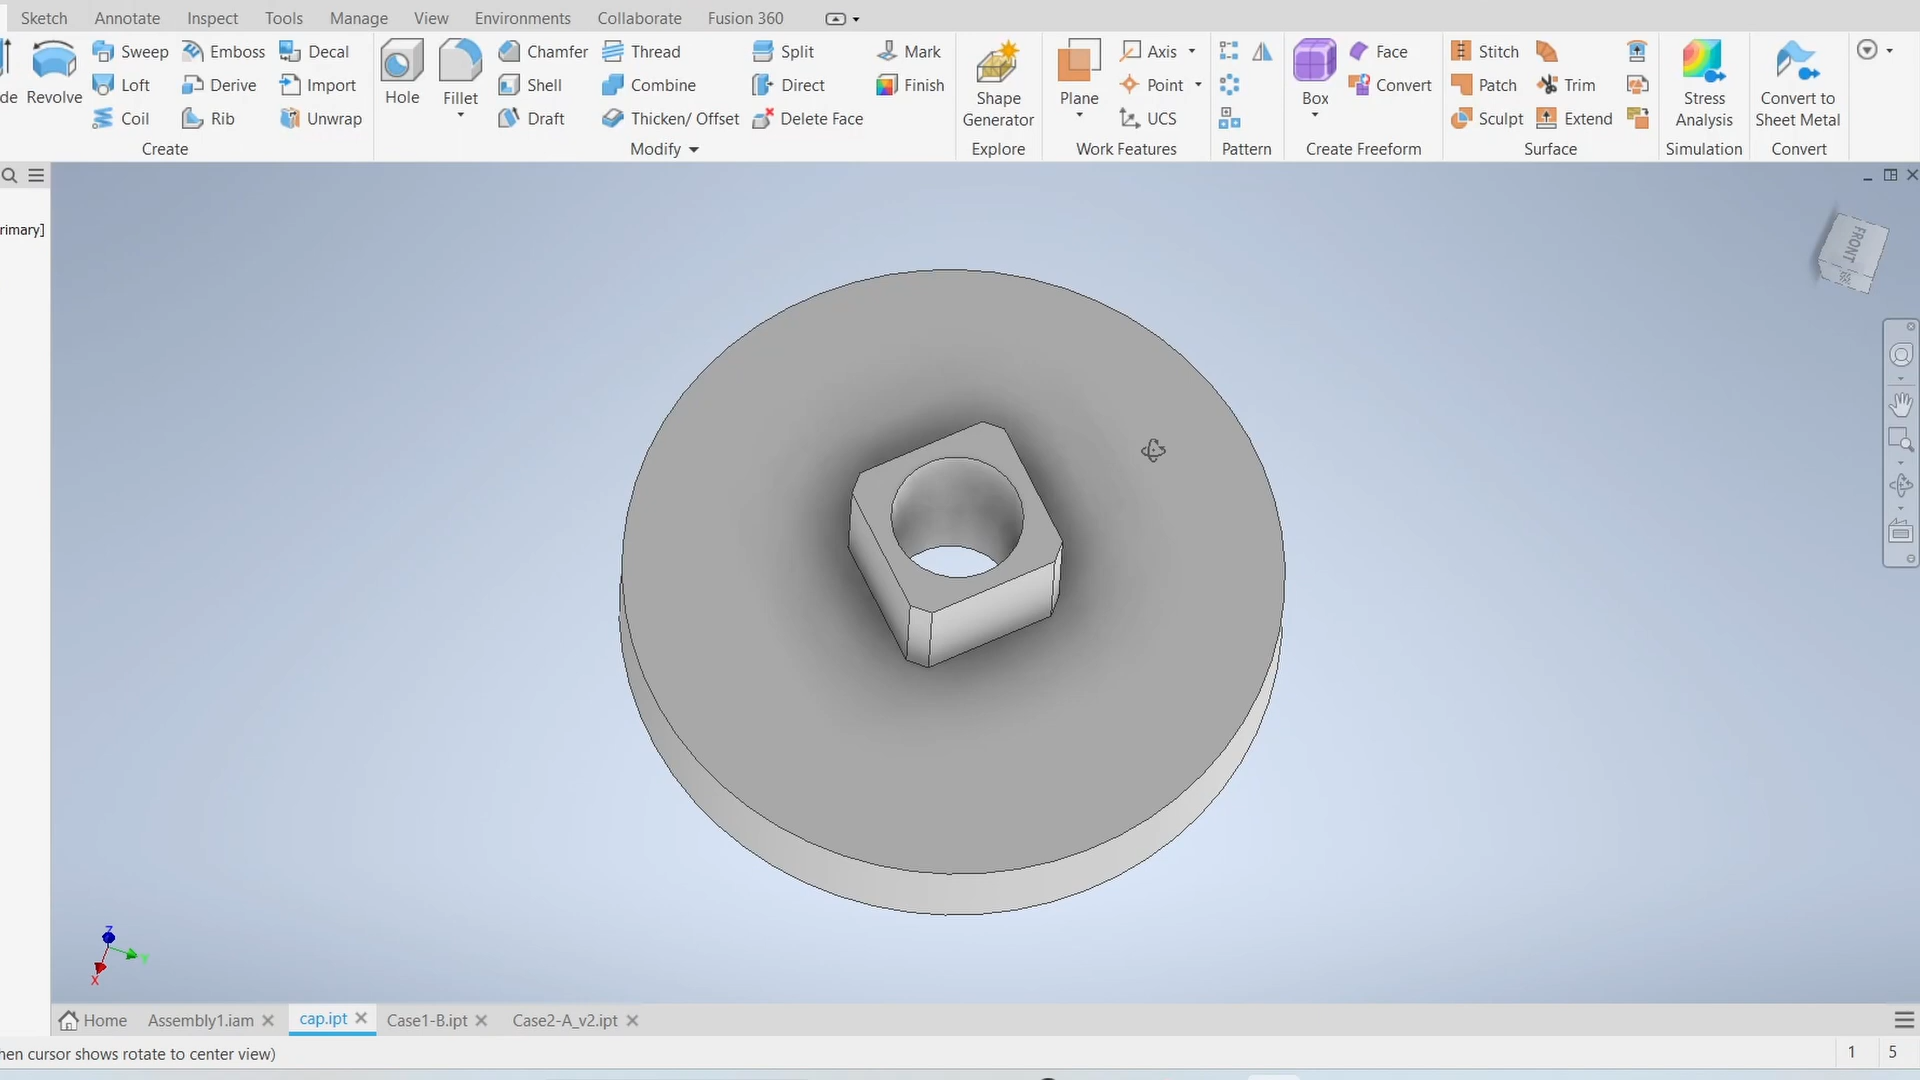 Sketch Annotate Inspect Tools Manage View Environments Collaborate Fusion 360
Sweep Emboss Decal Chamfer Thread Split Mark Axis Face Stitch
de Revolve Loft Derive Import Hole Fillet Shell Combine Direct Finish Shape Generator Plane Point Box Convert Patch Trim Stress Analysis Convert to Sheet Metal
Coil Rib Unwrap Draft Thicken/ Offset Delete Face UCS Sculpt Extend
Create Modify Explore Work Features Pattern Create Freeform Surface Simulation Convert
rimary]
FRONT
Z
Y
X
Home Assembly1.iam cap.ipt Case1-B.ipt Case2-A_v2.ipt
hen cursor shows rotate to center view) 1 5